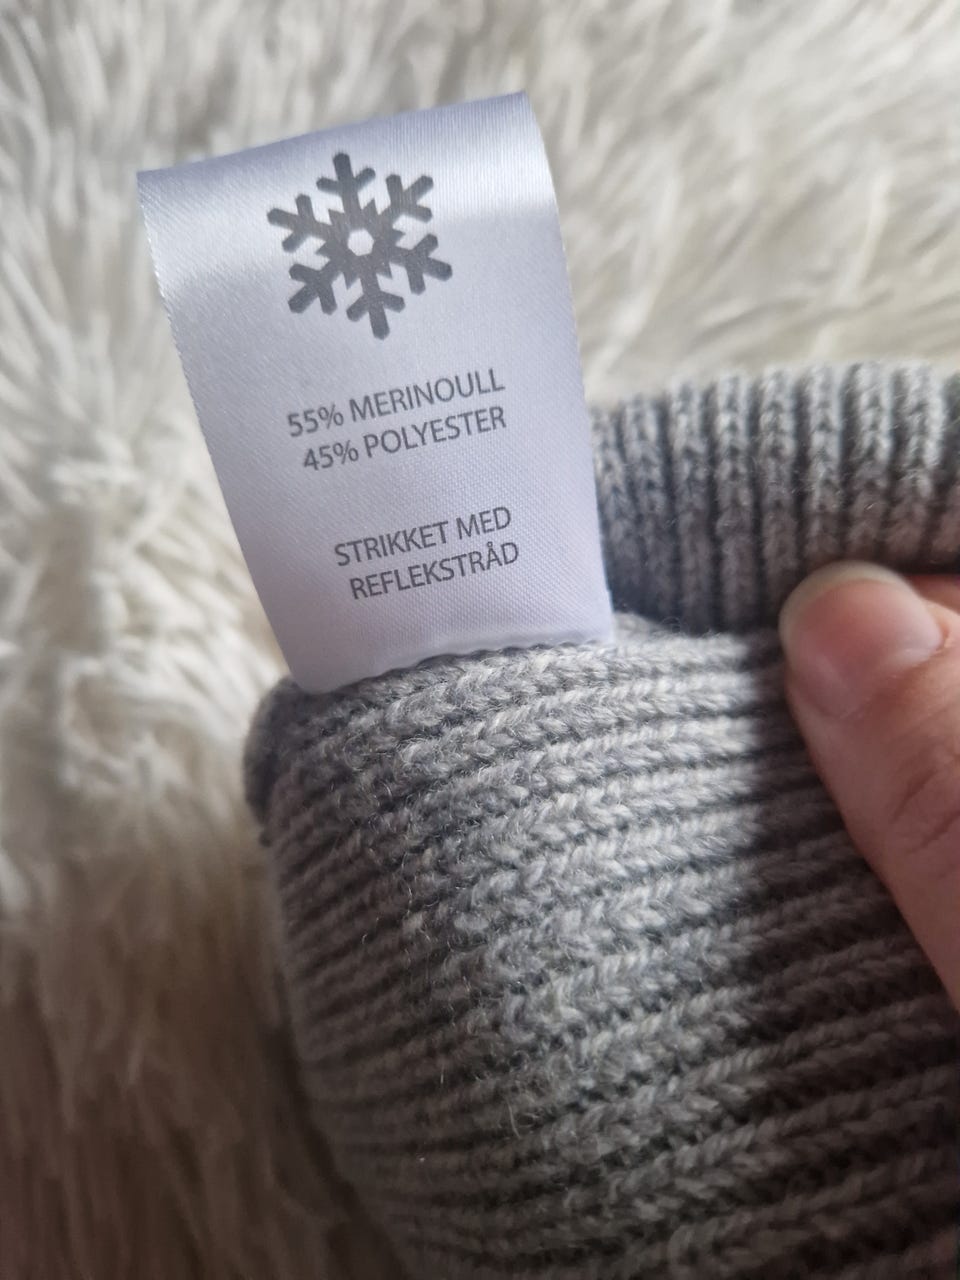 55% MERINOULL
45% POLYESTER
STRIKKET MED
REFLEKSTRÅD